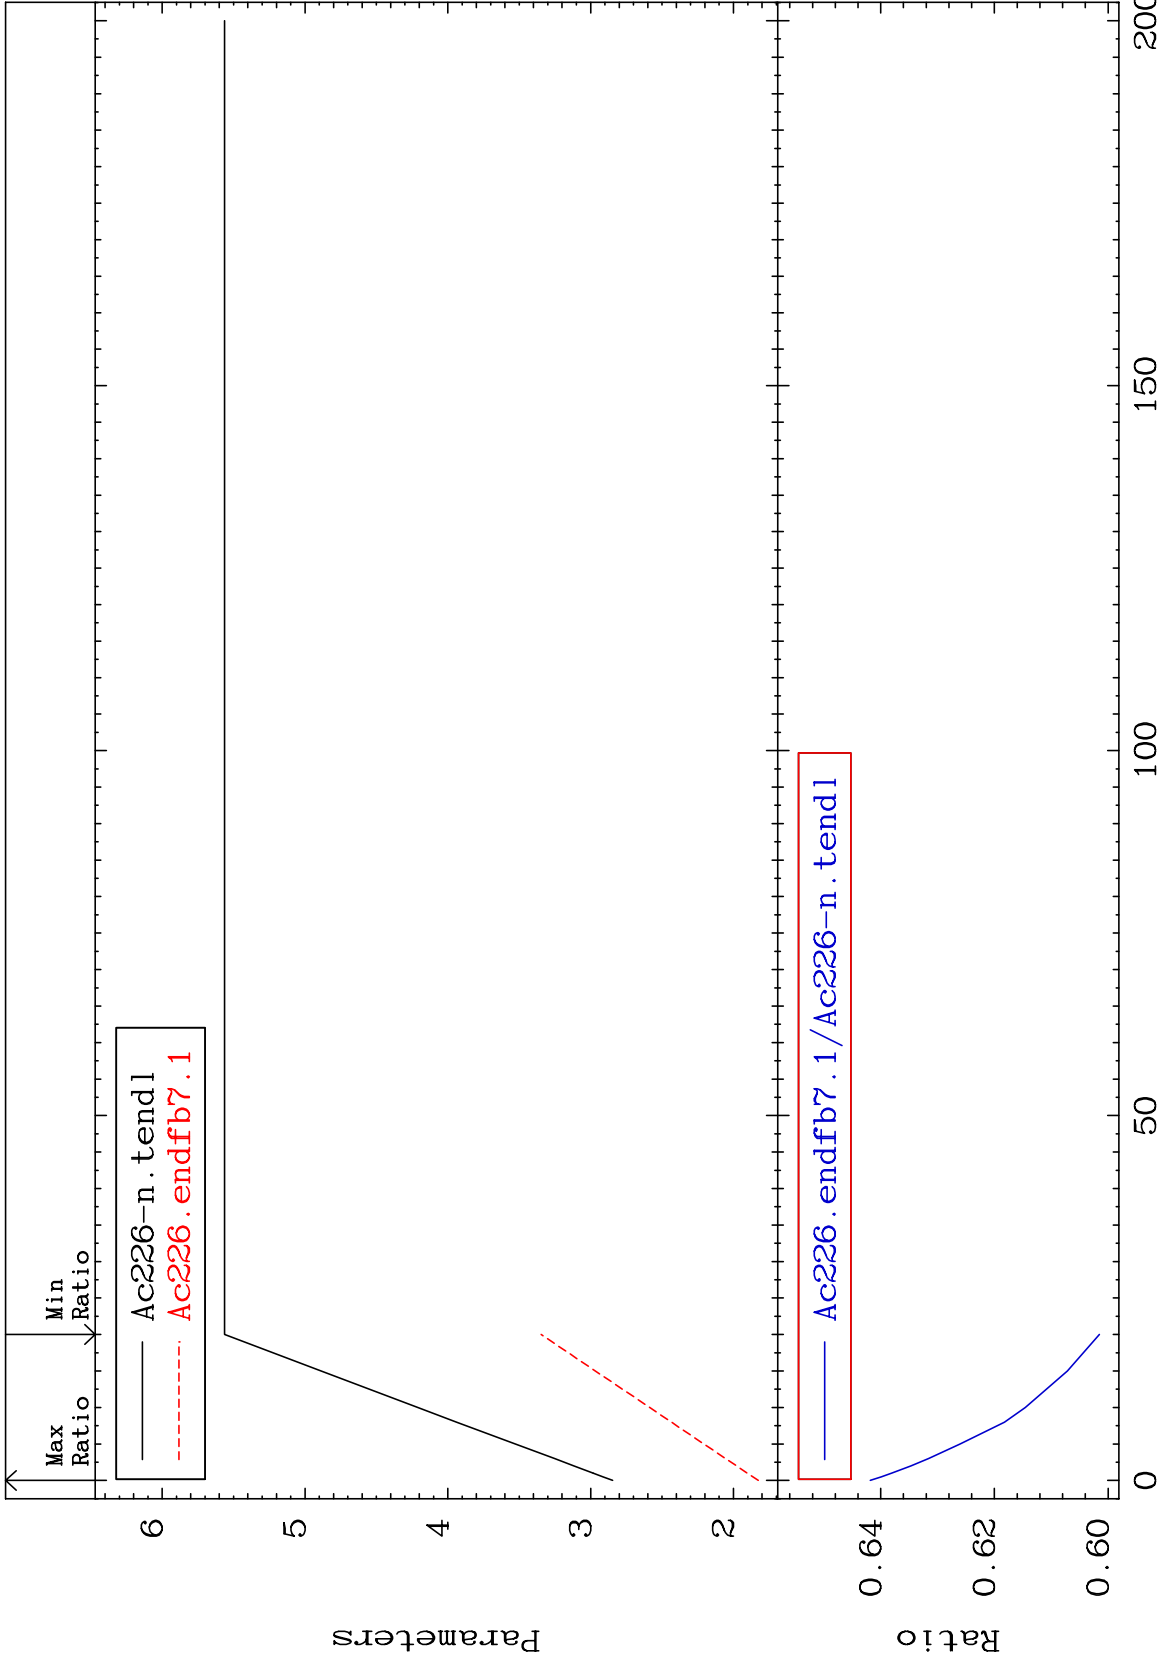 Max
Ratio
Min
Ratio
Ac226-n.tendl
Ac226.endfb7.1
6
5
4
3
2
Parameters
Ac226.endfb7.1/Ac226-n.tendl
0.64
0.62
0.60
Ratio
0
50
100
150
200